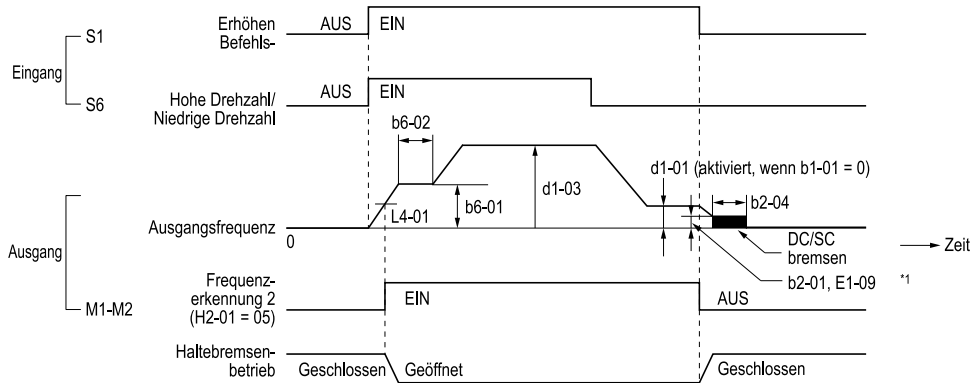 Erhöhen
Befehls-
S1
AUS
EIN
Eingang
S6
Hohe Drehzahl/
Niedrige Drehzahl
AUS
EIN
b6-02
d1-01 (aktiviert, wenn b1-01 = 0)
d1-03
b2-04
L4-01
b6-01
Ausgangsfrequenz
0
DC/SC
bremsen
Zeit
b2-01, E1-09
*1
Ausgang
M1-M2
Frequenz-
erkennung 2
(H2-01 = 05)
EIN
AUS
Haltebremsen-
betrieb
Geschlossen
Geöffnet
Geschlossen